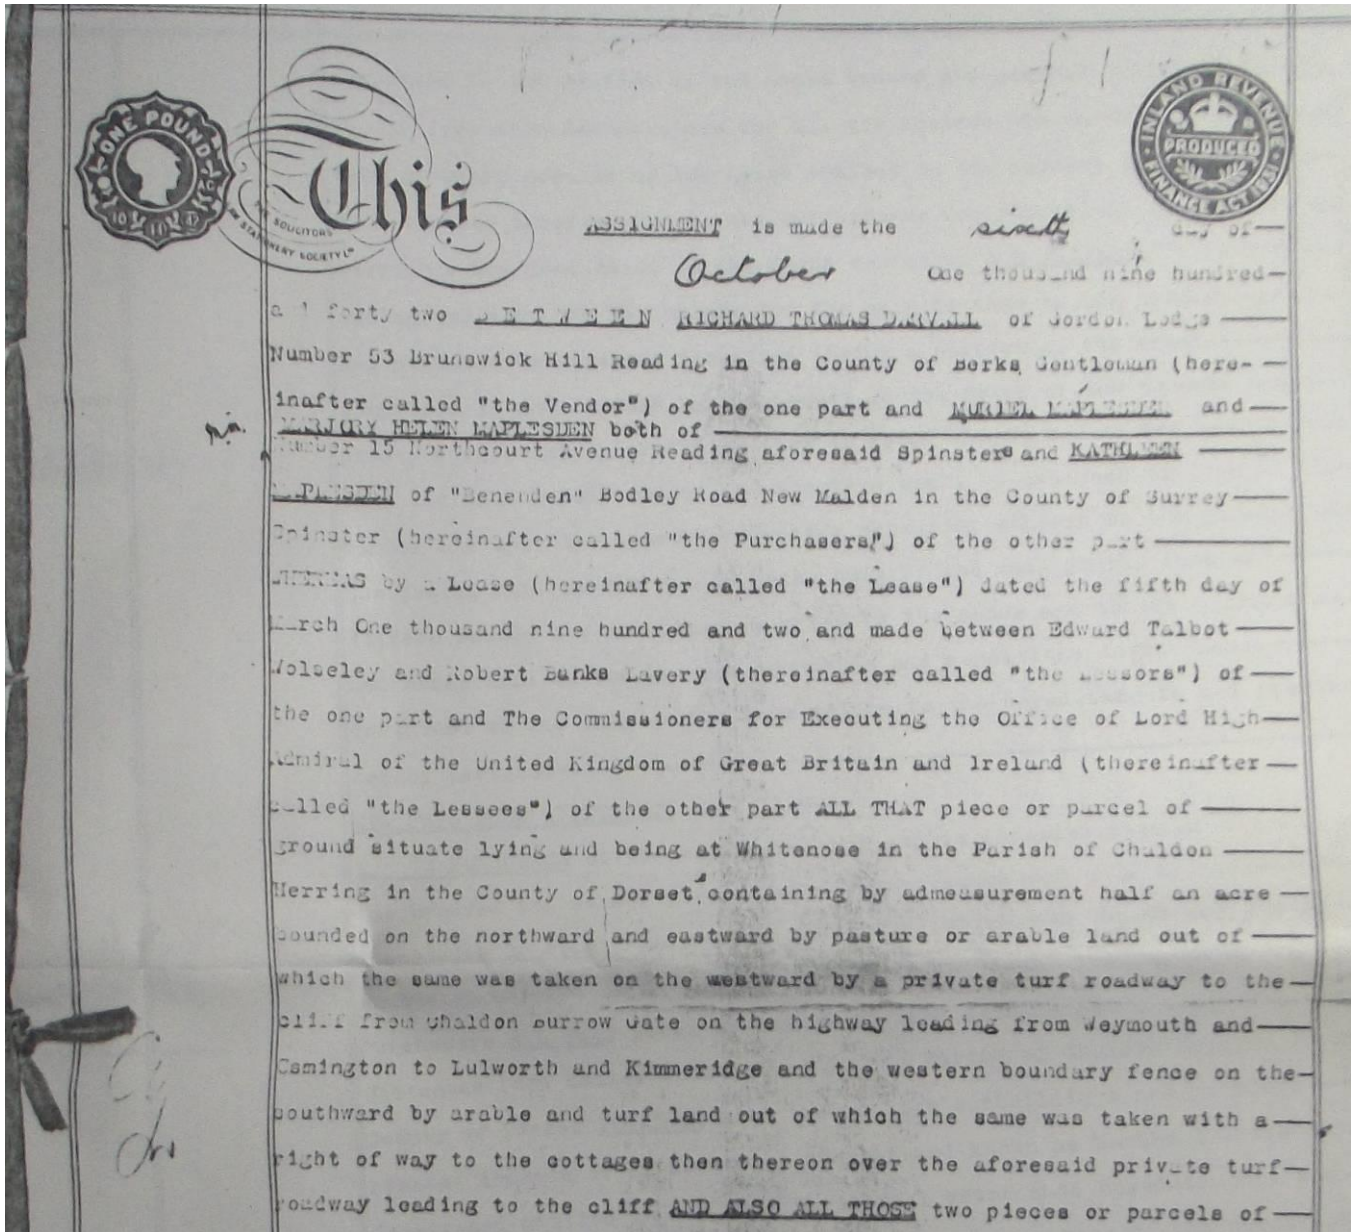 ONE POUND
INLAND REVENUE
PRODUCED
FINANCE ACT 1931
This
THE SOLICITORS
LAW STATIONERY SOCIETY LTD
ASSIGNMENT is made the sixth day of
October One thousand nine hundred
and forty two B E T W E E N RICHARD THOMAS DARVALL of Gordon Lodge
Number 53 Brunswick Hill Reading in the County of Berks Gentleman (here-
inafter called "the Vendor") of the one part and MURIEL MAPLESDEN and
MARJORY HELEN MAPLESDEN both of
Number 15 Northcourt Avenue Reading aforesaid Spinsters and KATHLEEN
MAPLESDEN of "Benenden" Bodley Road New Malden in the County of Surrey
Spinster (hereinafter called "the Purchasers") of the other part
WHEREAS by a Lease (hereinafter called "the Lease") dated the fifth day of
March One thousand nine hundred and two and made between Edward Talbot
Wolseley and Robert Banks Lavery (thereinafter called "the Lessors") of
the one part and The Commissioners for Executing the Office of Lord High
Admiral of the United Kingdom of Great Britain and Ireland (thereinafter
called "the Lessees") of the other part ALL THAT piece or parcel of
ground situate lying and being at Whitenose in the Parish of Chaldon
Herring in the County of Dorset containing by admeasurement half an acre
bounded on the northward and eastward by pasture or arable land out of
which the same was taken on the westward by a private turf roadway to the
cliff from Chaldon Burrow Gate on the highway leading from Weymouth and
Osmington to Lulworth and Kimmeridge and the western boundary fence on the
southward by arable and turf land out of which the same was taken with a
right of way to the cottages then thereon over the aforesaid private turf
roadway leading to the cliff AND ALSO ALL THOSE two pieces or parcels of